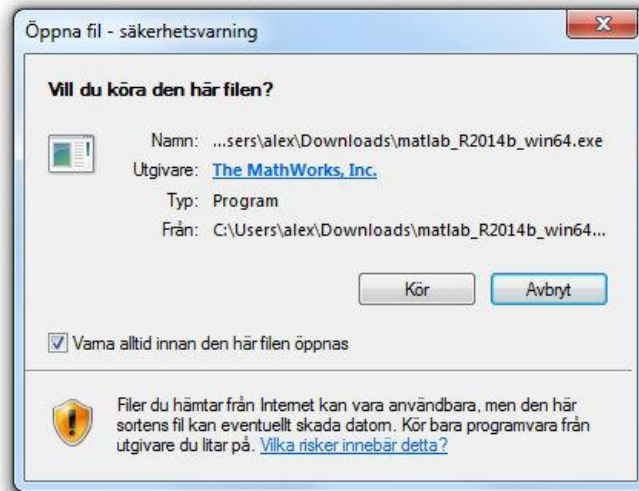 Öppna fil - säkerhetsvarning
Vill du köra den här filen?
Namn: ...sers\alex\Downloads\matlab_R2014b_win64.exe
Utgivare: The MathWorks, Inc.
Typ: Program
Från: C:\Users\alex\Downloads\matlab_R2014b_win64...
Kör Avbryt
Varna alltid innan den här filen öppnas
Filer du hämtar från Internet kan vara användbara, men den här
sortens fil kan eventuellt skada datorn. Kör bara programvara från
utgivare du litar på. Vilka risker innebär detta?